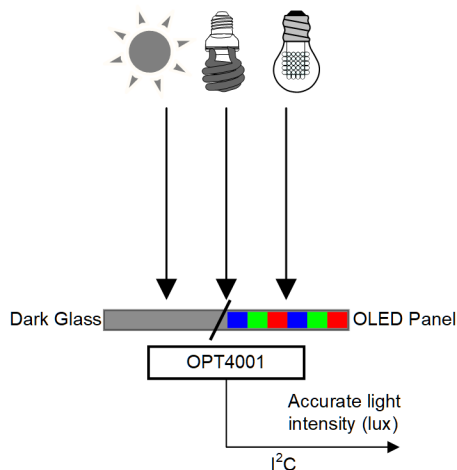 Dark Glass
OLED Panel
OPT4001
Accurate light
intensity (lux)
I²C